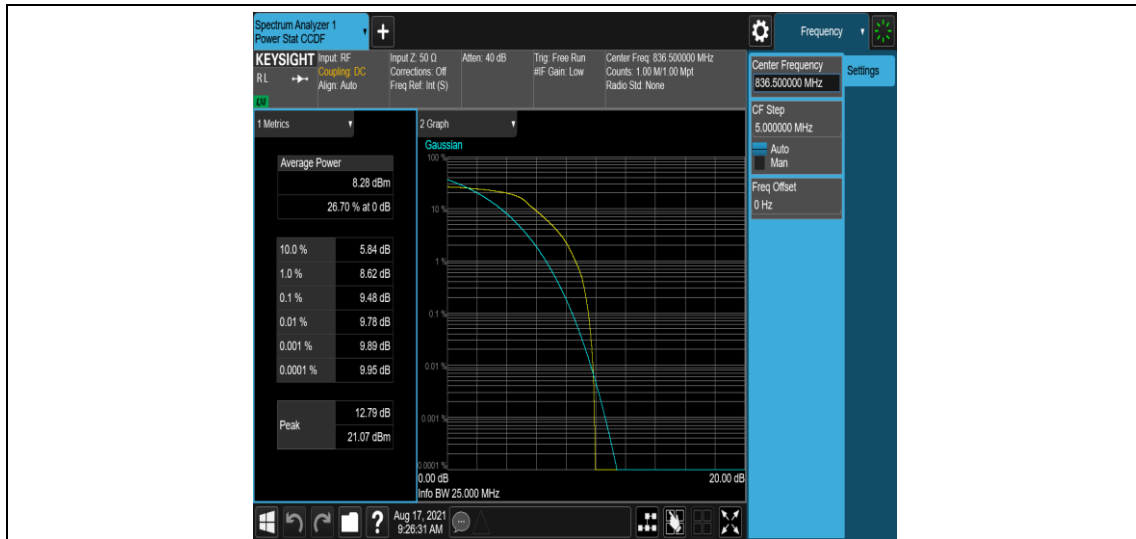 Spectrum Analyzer 1
Power Stat CCDF
+
Frequency
KEYSIGHT
RL
LXI
Input: RF
Coupling: DC
Align: Auto
Input Z: 50 Ω
Corrections: Off
Freq Ref: Int (S)
Atten: 40 dB
Trig: Free Run
#IF Gain: Low
Center Freq: 836.500000 MHz
Counts: 1.00 M/1.00 Mpt
Radio Std: None
Center Frequency
836.500000 MHz
Settings
CF Step
5.000000 MHz
Auto
Man
Freq Offset
0 Hz
1 Metrics
Average Power
8.28 dBm
26.70 % at 0 dB
10.0 % 5.84 dB
1.0 % 8.62 dB
0.1 % 9.48 dB
0.01 % 9.78 dB
0.001 % 9.89 dB
0.0001 % 9.95 dB
Peak
12.79 dB
21.07 dBm
2 Graph
Gaussian
100 %
10 %
1 %
0.1 %
0.01 %
0.001 %
0.0001 %
0.00 dB 20.00 dB
Info BW 25.000 MHz
?
Aug 17, 2021
9:26:31 AM